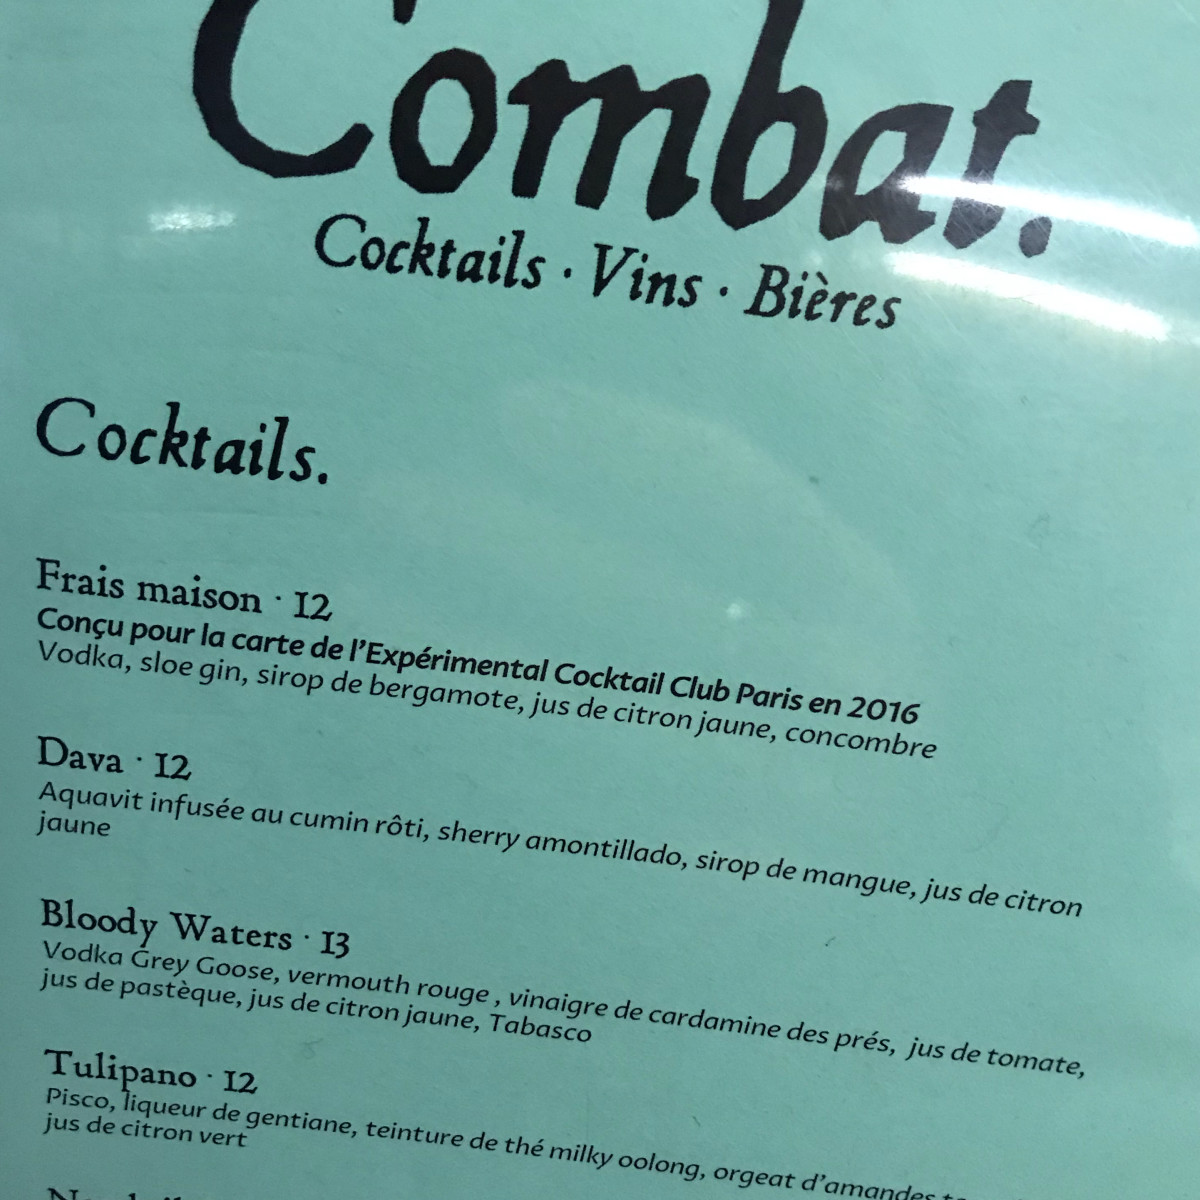 Combat.
Cocktails · Vins · Bières
Cocktails.
Frais maison · 12
Conçu pour la carte de l'Expérimental Cocktail Club Paris en 2016
Vodka, sloe gin, sirop de bergamote, jus de citron jaune, concombre
Dava · 12
Aquavit infusée au cumin rôti, sherry amontillado, sirop de mangue, jus de citron
jaune
Bloody Waters · 13
Vodka Grey Goose, vermouth rouge , vinaigre de cardamine des prés, jus de tomate,
jus de pastèque, jus de citron jaune, Tabasco
Tulipano · 12
Pisco, liqueur de gentiane, teinture de thé milky oolong, orgeat d'amandes
jus de citron vert